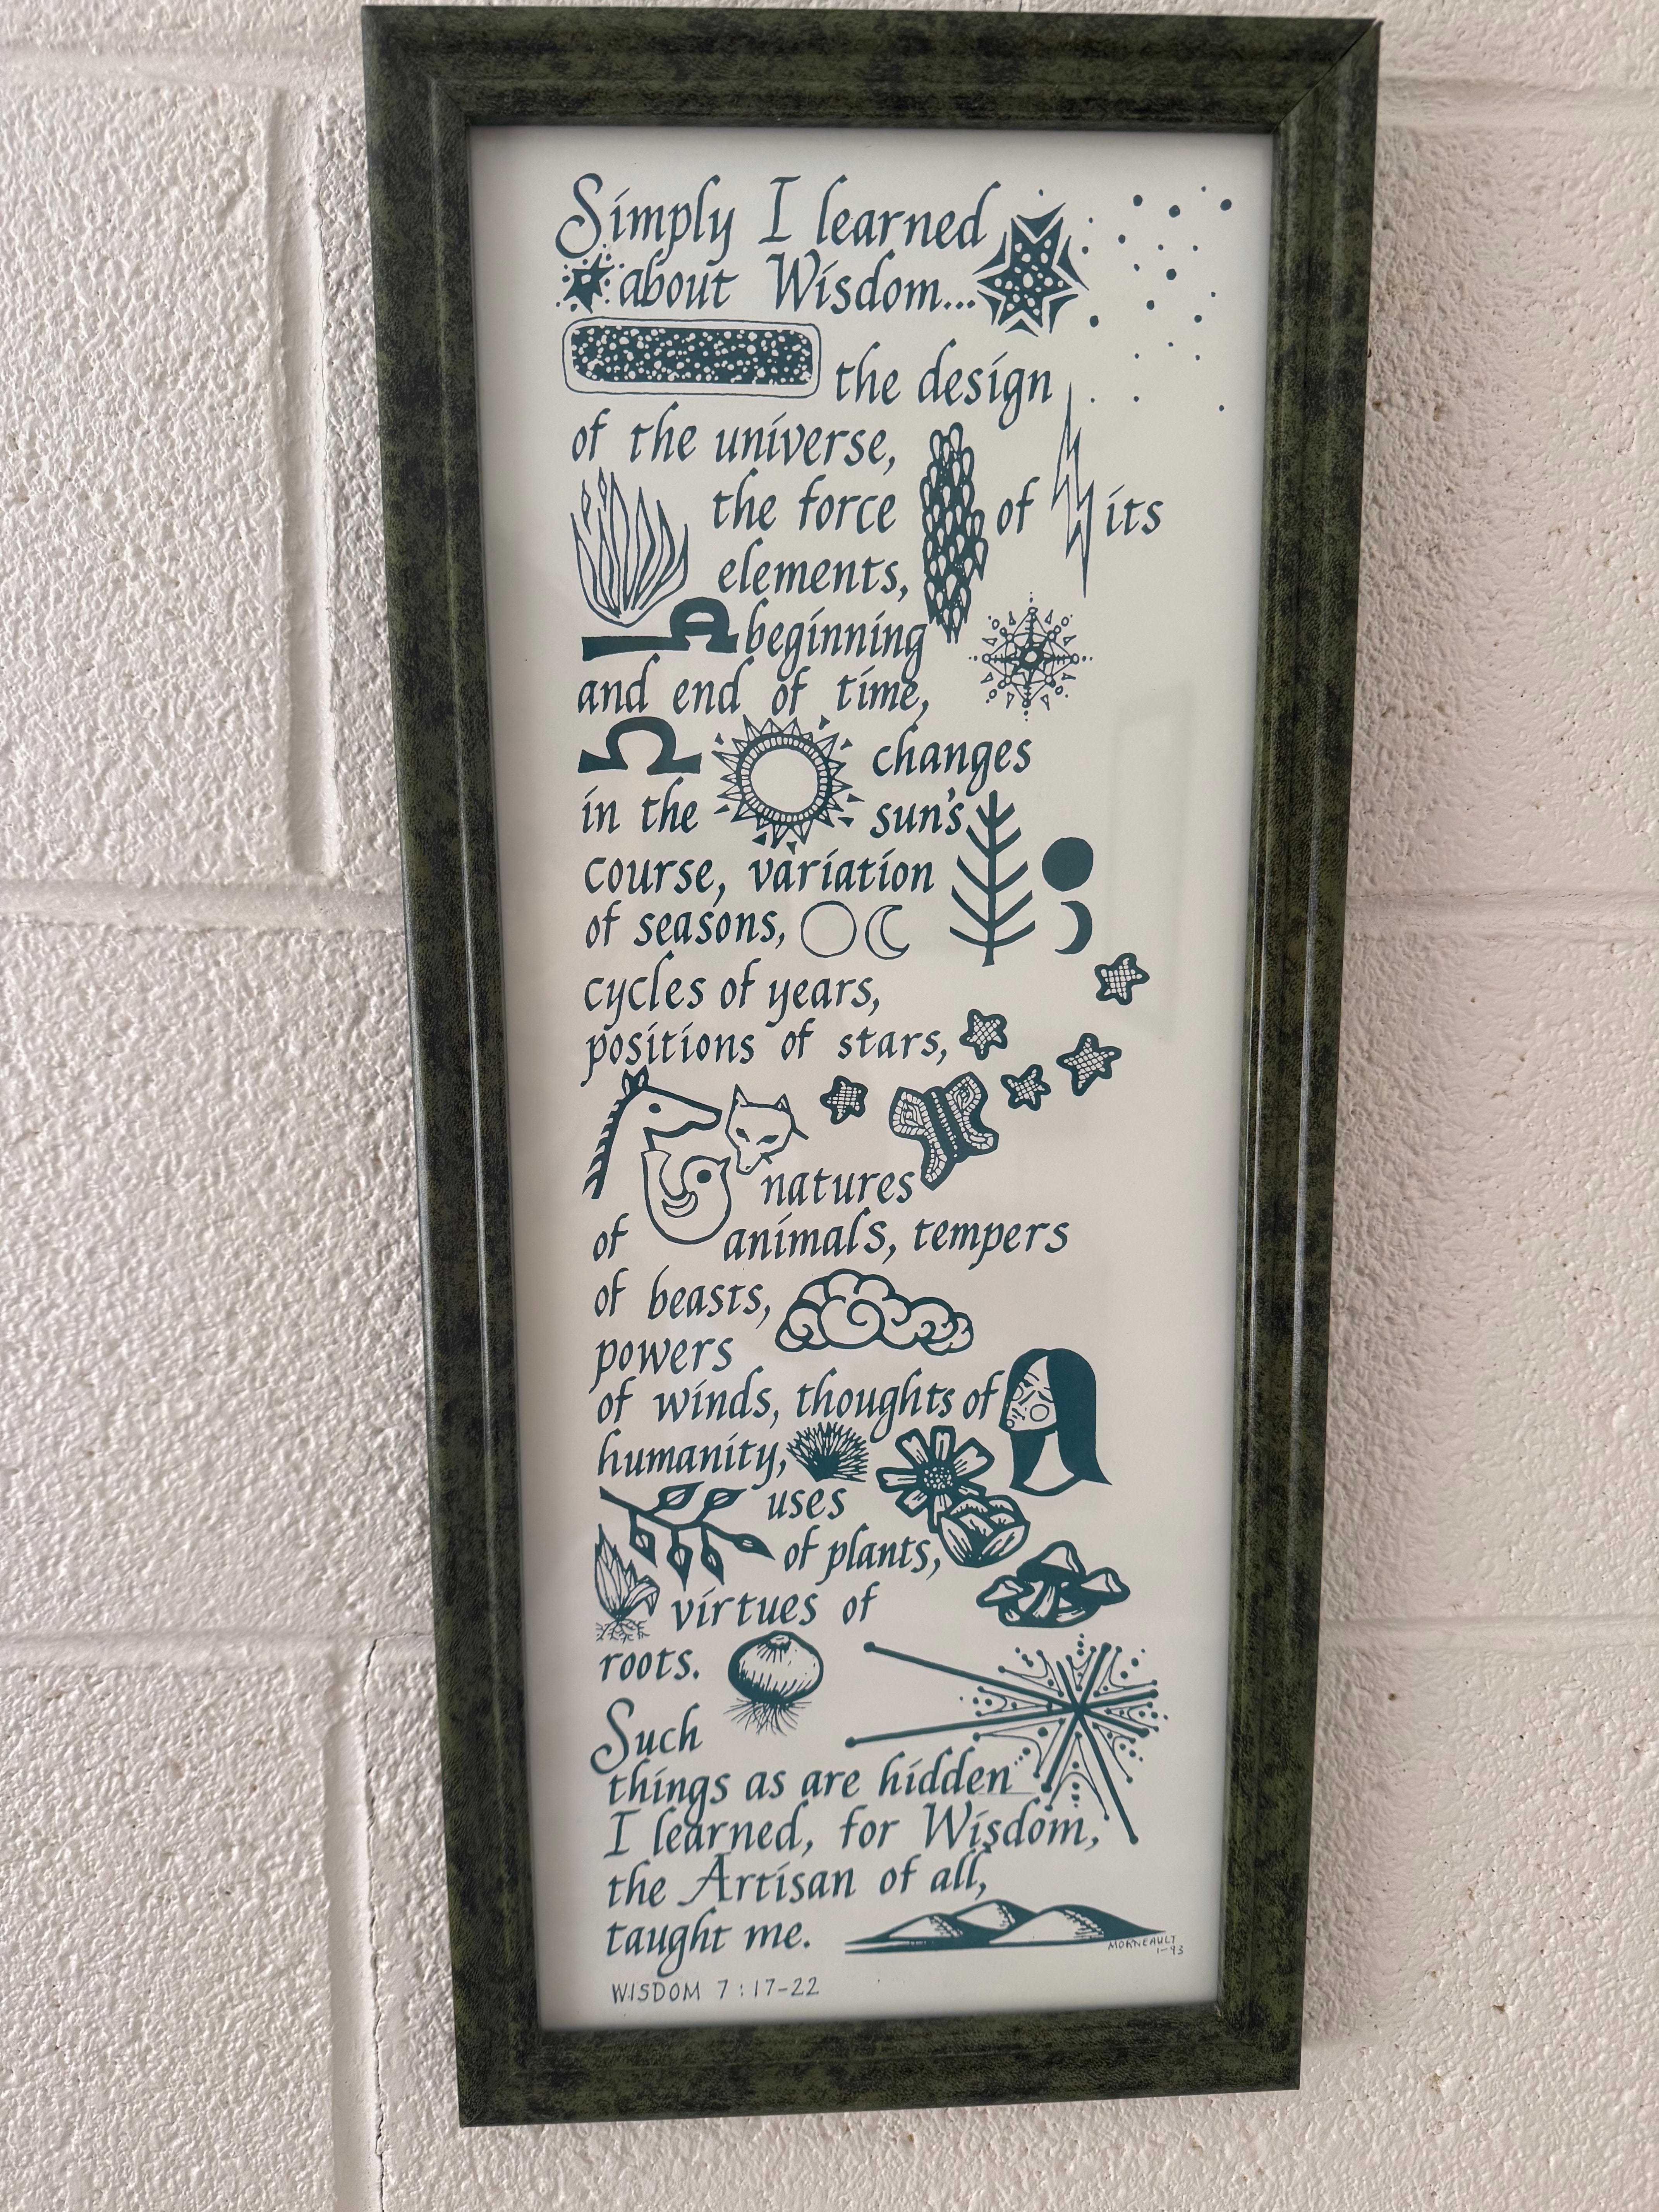 Simply I learned
about Wisdom...
the design
of the universe,
the force of its
elements,
beginning
and end of time,
changes
in the sun's
course, variation
of seasons,
cycles of years,
positions of stars,
natures
of animals, tempers
of beasts,
powers
of winds, thoughts of
humanity,
uses
of plants,
virtues of
roots.
Such
things as are hidden
I learned, for Wisdom,
the Artisan of all,
taught me.
MORNEAULT
1-93
WISDOM 7:17-22